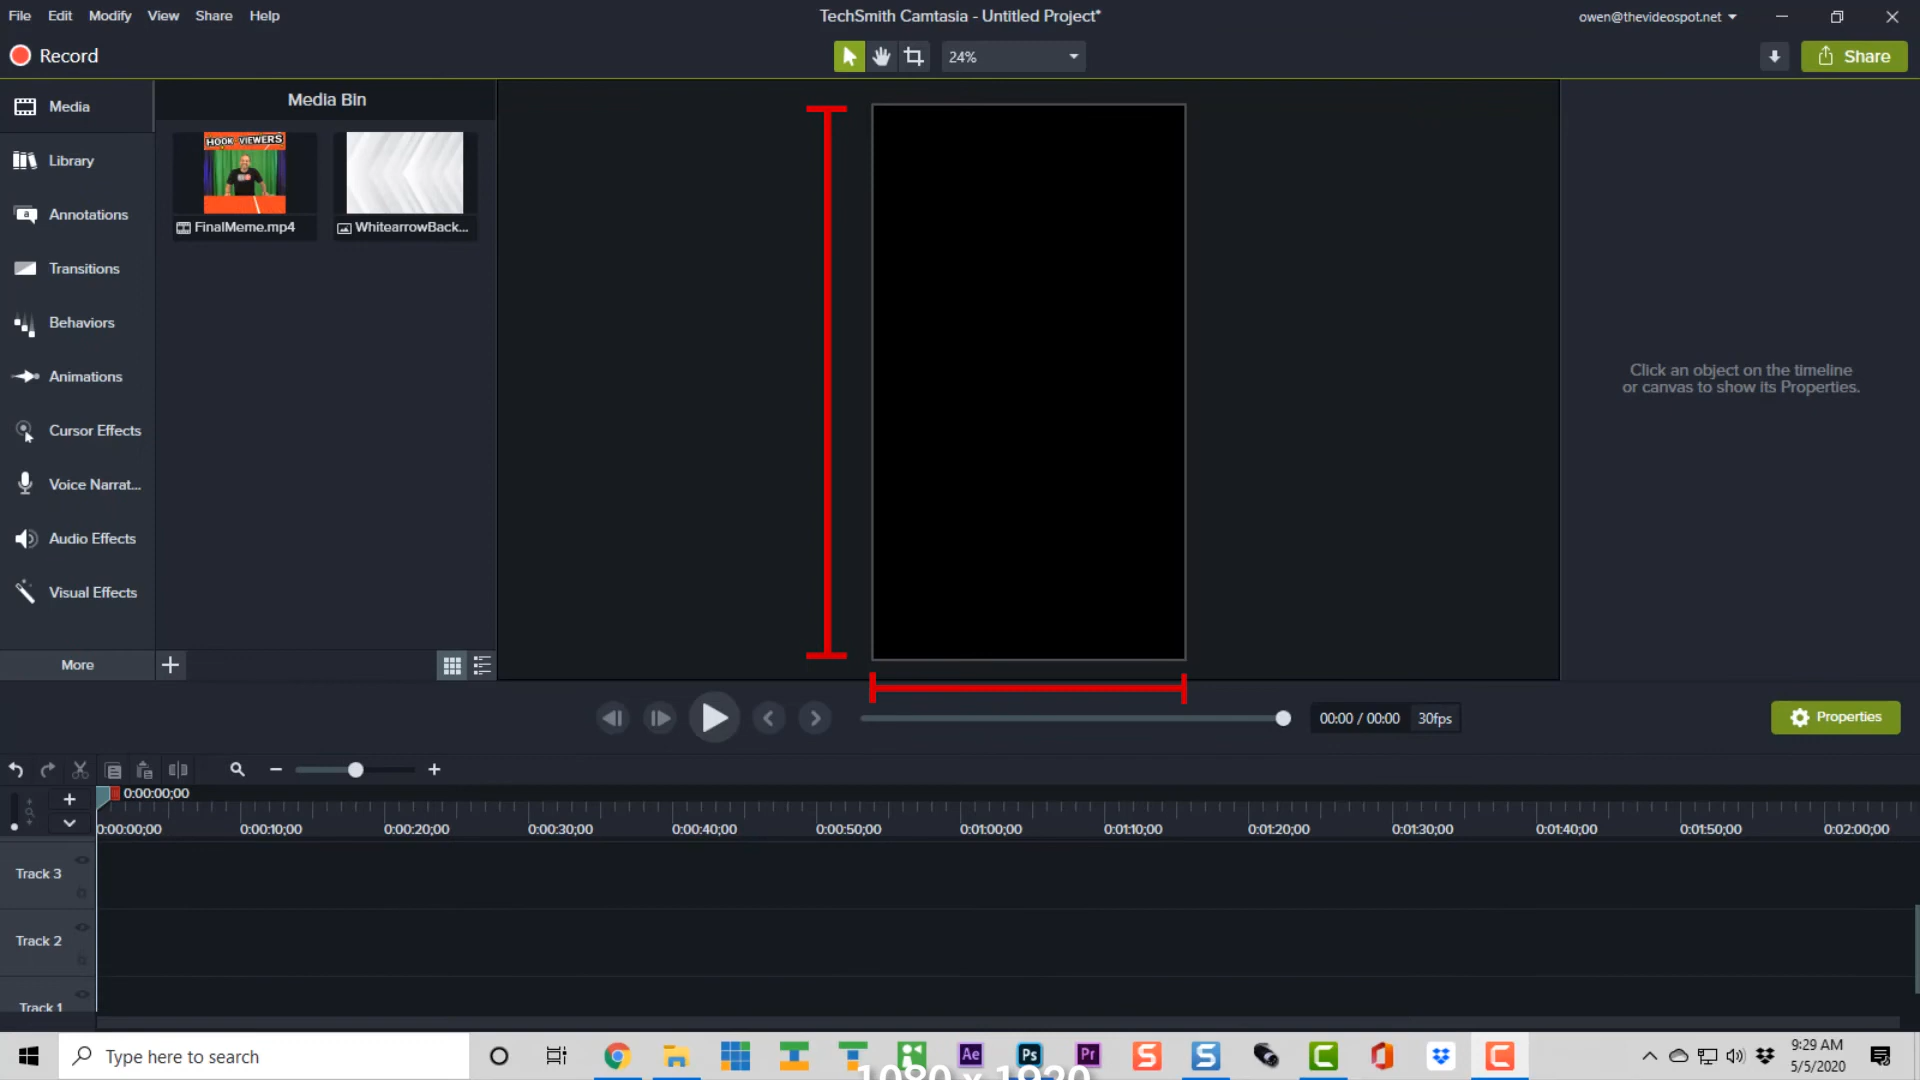 File Edit Modify View Share Help
TechSmith Camtasia - Untitled Project*
owen@thevideospot.net
Record
24%
Share
Media
Media Bin
HOOK VIEWERS
FinalMeme.mp4
WhitearrowBack...
Library
Annotations
Transitions
Behaviors
Animations
Cursor Effects
Voice Narrat...
Audio Effects
Visual Effects
More
Click an object on the timeline
or canvas to show its Properties.
00:00 / 00:00 30fps
Properties
0:00:00;00
0:00:00;00 0:00:10;00 0:00:20;00 0:00:30;00 0:00:40;00 0:00:50;00 0:01:00;00 0:01:10;00 0:01:20;00 0:01:30;00 0:01:40;00 0:01:50;00 0:02:00;00
Track 3
Track 2
Track 1
Type here to search
Ae
Ps
Pr
S
S
C
C
9:29 AM
5/5/2020
1080 x 1920